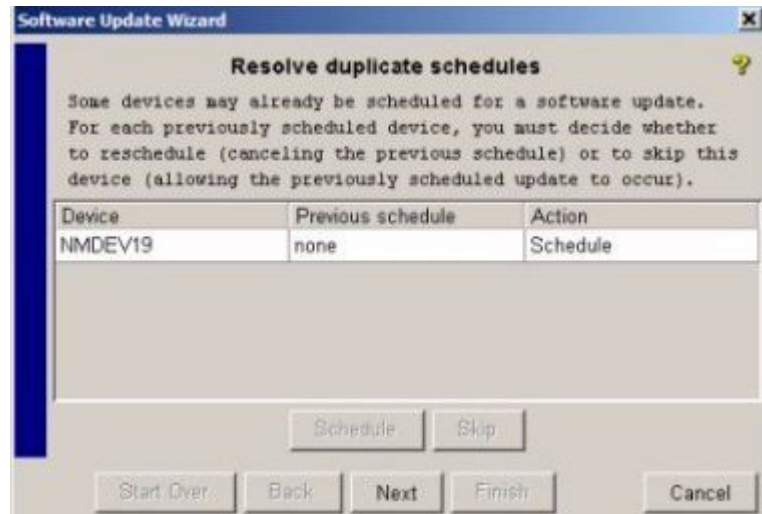 Software Update Wizard
Resolve duplicate schedules
Some devices may already be scheduled for a software update.
For each previously scheduled device, you must decide whether
to reschedule (canceling the previous schedule) or to skip this
device (allowing the previously scheduled update to occur).
Device Previous schedule Action
NMDEV19 none Schedule
Schedule Skip
Start Over Back Next Finish Cancel